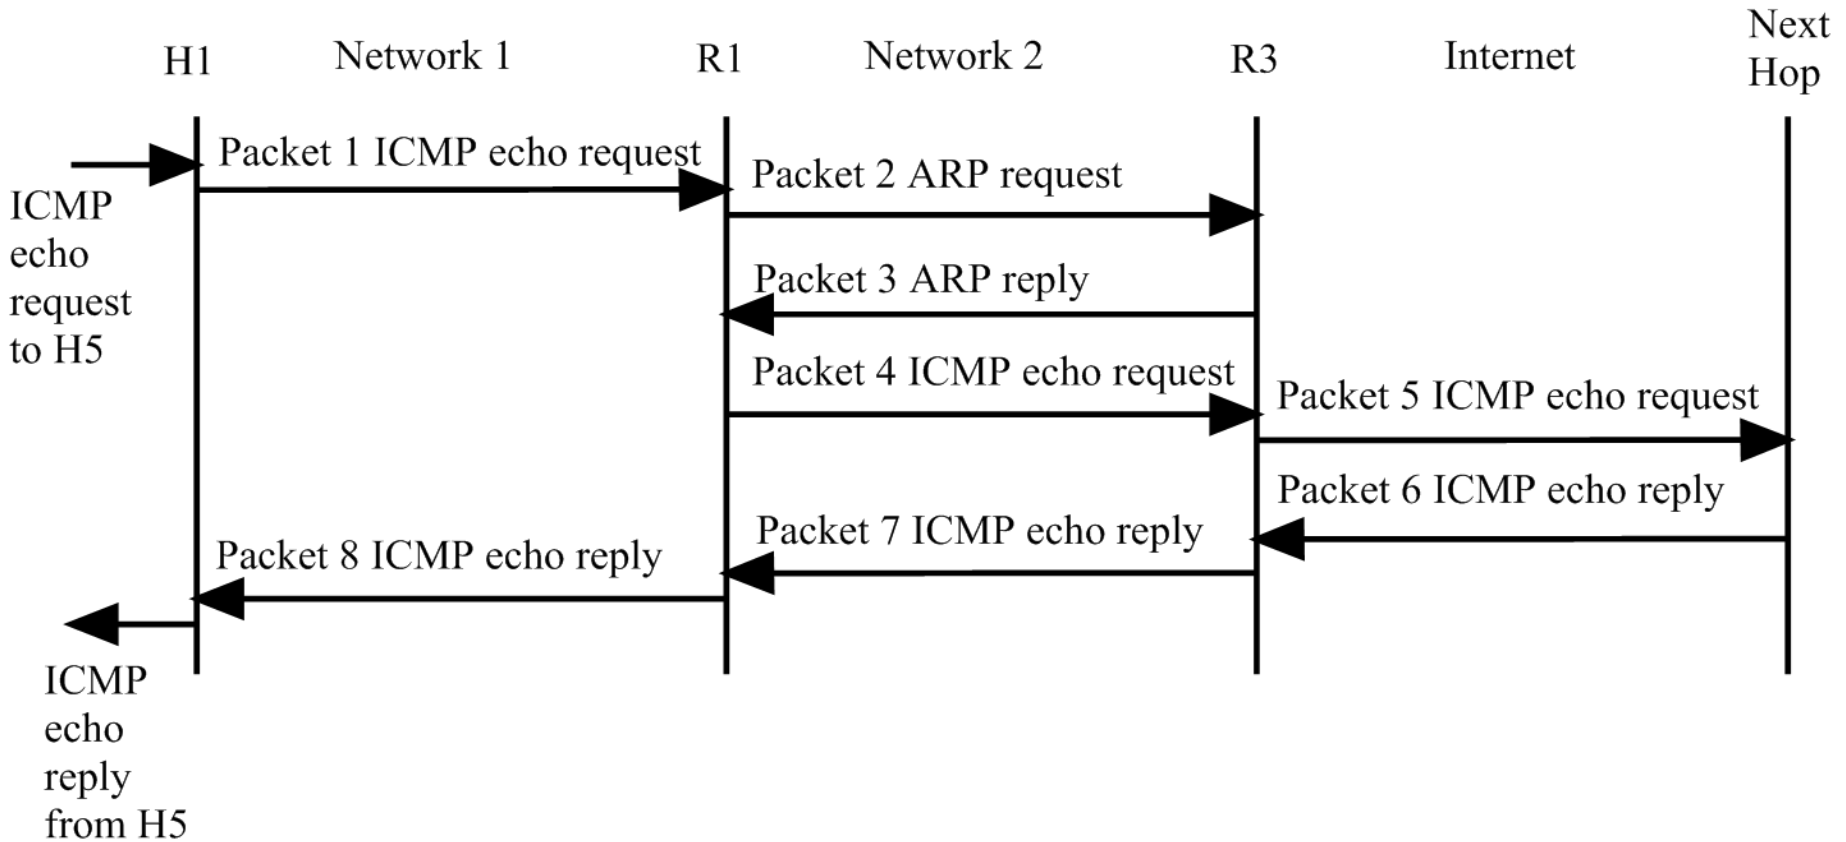 Next
Hop
H1
Network 1
R1
Network 2
R3
Internet
Packet 1 ICMP echo request
Packet 2 ARP request
ICMP
echo
request
to H5
Packet 3 ARP reply
Packet 4 ICMP echo request
Packet 5 ICMP echo request
Packet 6 ICMP echo reply
Packet 7 ICMP echo reply
Packet 8 ICMP echo reply
ICMP
echo
reply
from H5